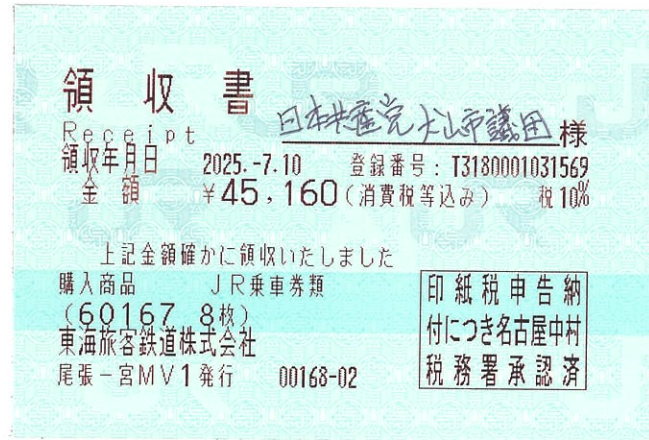 領収書
Receipt
日本共産党犬山市議団 様
領収年月日 2025.-7.10 登録番号：T3180001031569
金額 ¥45,160(消費税等込み) 税10%
上記金額確かに領収いたしました
購入商品 JR乗車券類
(60167 8枚)
東海旅客鉄道株式会社
尾張一宮MV1発行 00168-02
印紙税申告納
付につき名古屋中村
税務署承認済